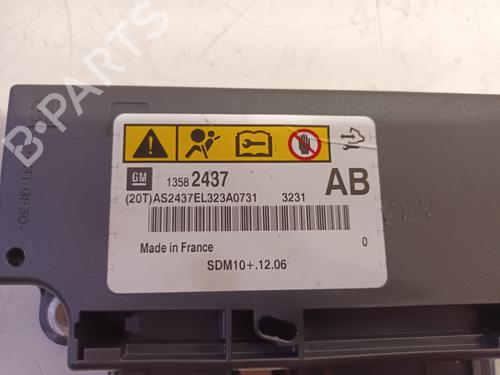 B-PARTS
GM 1358 2437 AB
(20T)AS2437EL323A0731 3231
Made in France 0
SDM10+.12.06